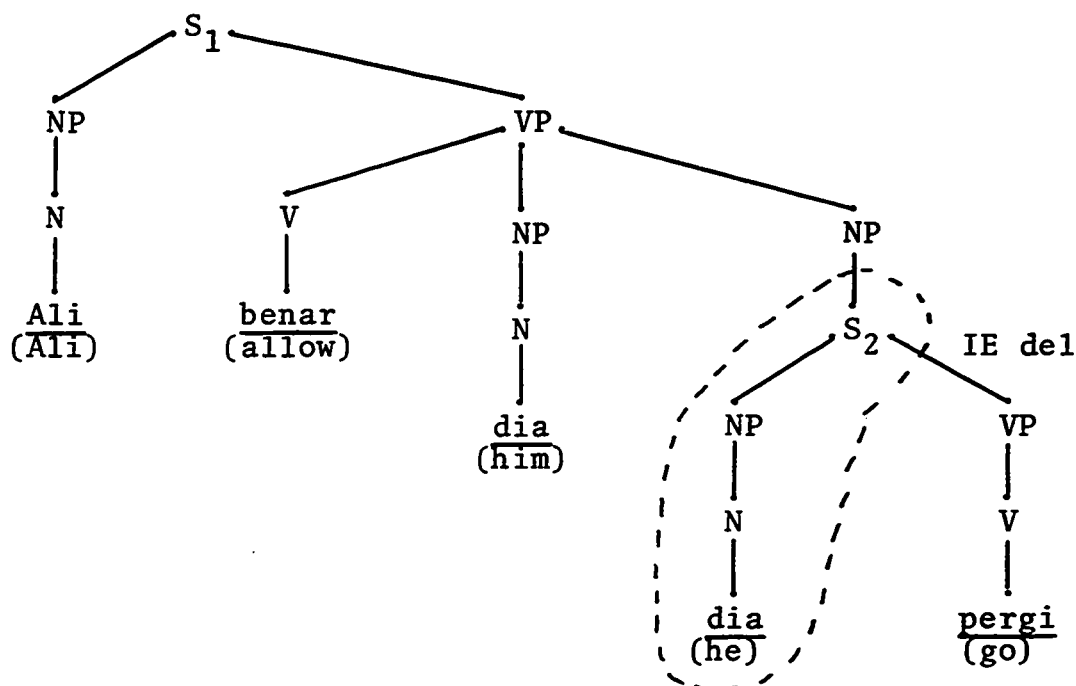 S1
NP VP
N V NP NP
Ali benar N S2 IE del
(Ali) (allow)
dia NP VP
(him)
N V
dia pergi
(he) (go)